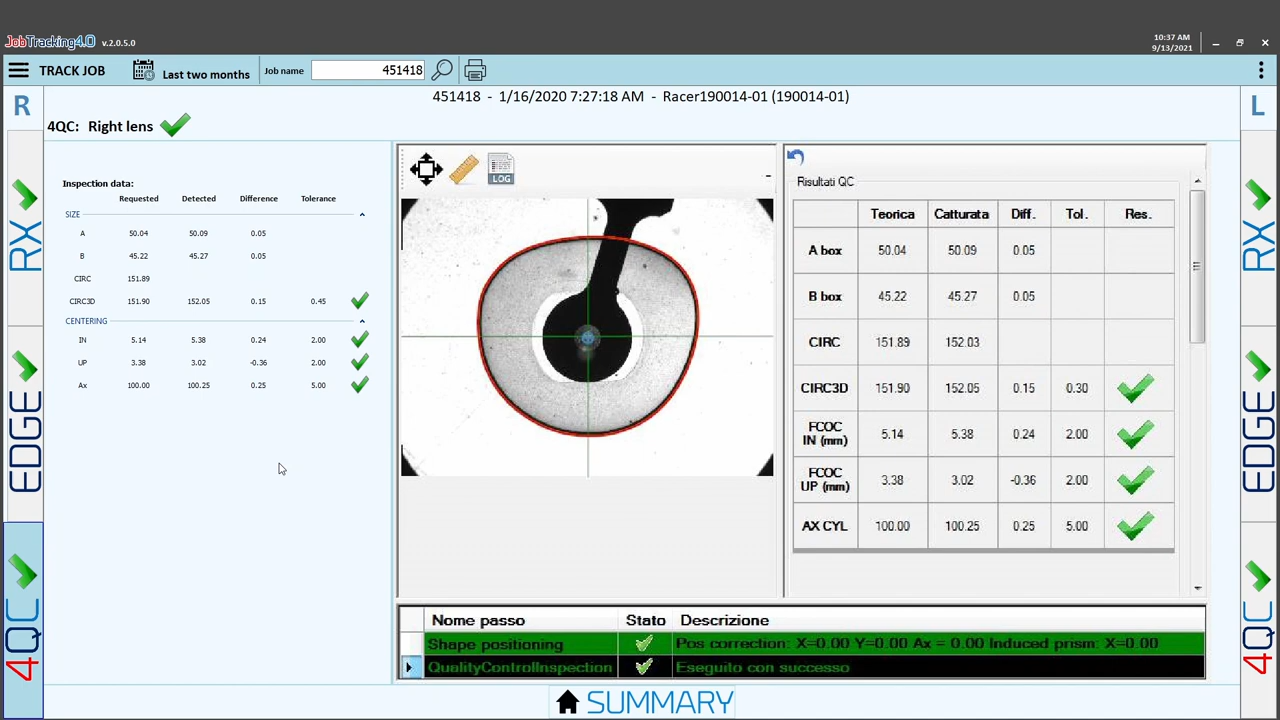 JobTracking4.0 v.2.0.5.0
10:37 AM
9/13/2021
TRACK JOB
Last two months
Job name
451418
451418 - 1/16/2020 7:27:18 AM - Racer190014-01 (190014-01)
R
L
4QC: Right lens
RX
EDGE
4QC
Inspection data:
Requested Detected Difference Tolerance
SIZE
A 50.04 50.09 0.05
B 45.22 45.27 0.05
CIRC 151.89
CIRC3D 151.90 152.05 0.15 0.45
CENTERING
IN 5.14 5.38 0.24 2.00
UP 3.38 3.02 -0.36 2.00
Ax 100.00 100.25 0.25 5.00
LOG
Risultati QC
Teorica Catturata Diff. Tol. Res.
A box 50.04 50.09 0.05
B box 45.22 45.27 0.05
CIRC 151.89 152.03
CIRC3D 151.90 152.05 0.15 0.30
FCOC IN (mm) 5.14 5.38 0.24 2.00
FCOC UP (mm) 3.38 3.02 -0.36 2.00
AX CYL 100.00 100.25 0.25 5.00
Nome passo Stato Descrizione
Shape positioning Pos correction: X=0.00 Y=0.00 Ax = 0.00 Induced prism: X=0.00
QualityControlInspection Eseguito con successo
RX
EDGE
4QC
SUMMARY